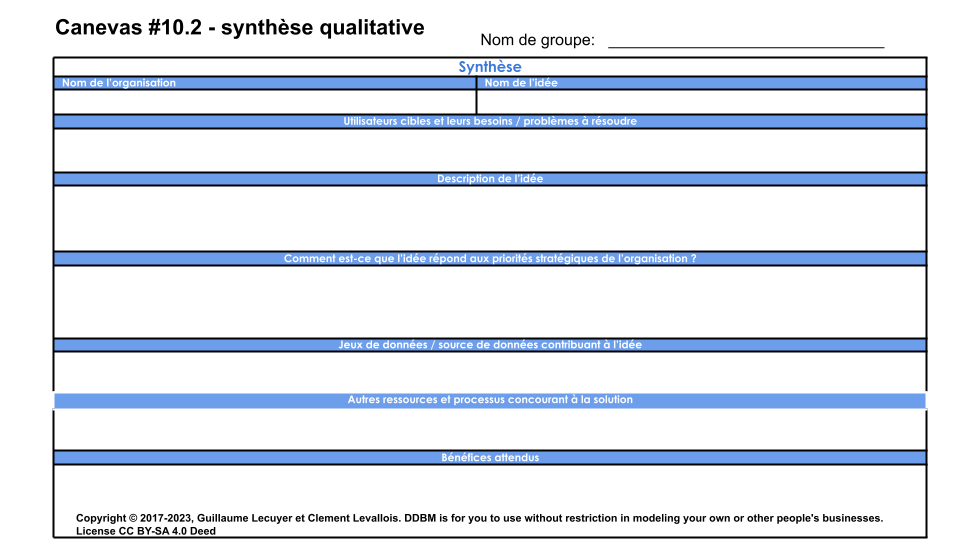 Canevas #10.2 - synthèse qualitative
Nom de groupe:
Synthèse
Nom de l'organisation
Nom de l'idée
Utilisateurs cibles et leurs besoins / problèmes à résoudre
Description de l'idée
Comment est-ce que l'idée répond aux priorités stratégiques de l'organisation ?
Jeux de données / source de données contribuant à l'idée
Autres ressources et processus concourant à la solution
Bénéfices attendus
Copyright © 2017-2023, Guillaume Lecuyer et Clement Levallois. DDBM is for you to use without restriction in modeling your own or other people's businesses.
License CC BY-SA 4.0 Deed